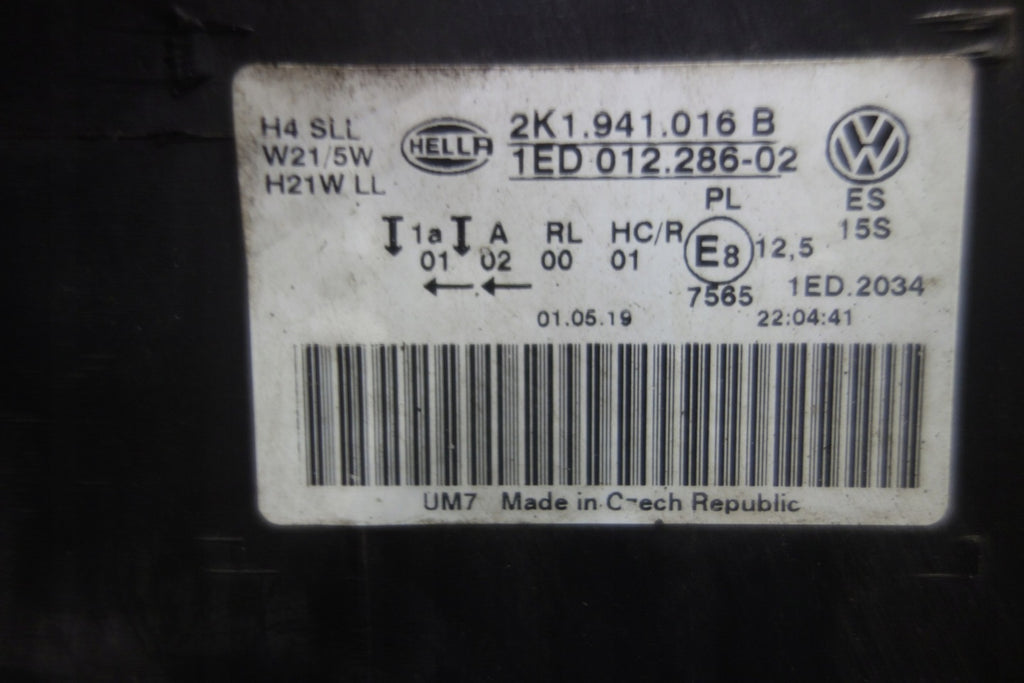 H4 SLL
W21/5W
H21W LL
HELLA
2K1.941.016 B
1ED 012.286-02
PL
ES
15S
1a A RL HC/R
01 02 00 01
E8 12,5
7565
1ED.2034
01.05.19 22:04:41
UM7 Made in Czech Republic